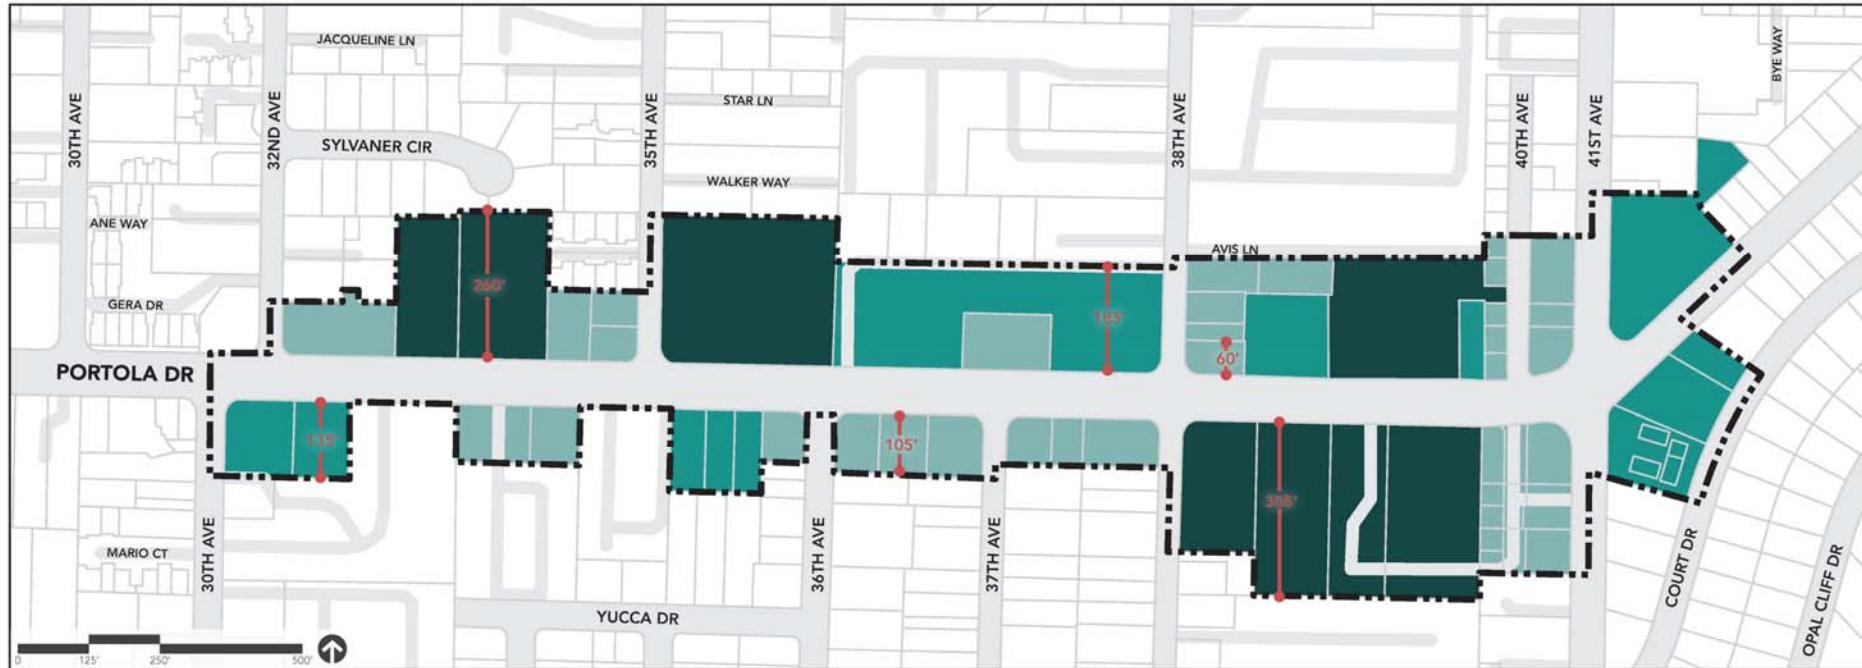 JACQUELINE LN
STAR LN
SYLVANER CIR
WALKER WAY
30TH AVE
32ND AVE
35TH AVE
38TH AVE
40TH AVE
41ST AVE
BYE WAY
ANE WAY
AVIS LN
GERA DR
260'
185'
60'
PORTOLA DR
135'
105'
355'
MARIO CT
30TH AVE
36TH AVE
37TH AVE
YUCCA DR
COURT DR
OPAL CLIFF DR
0 125' 250' 500'